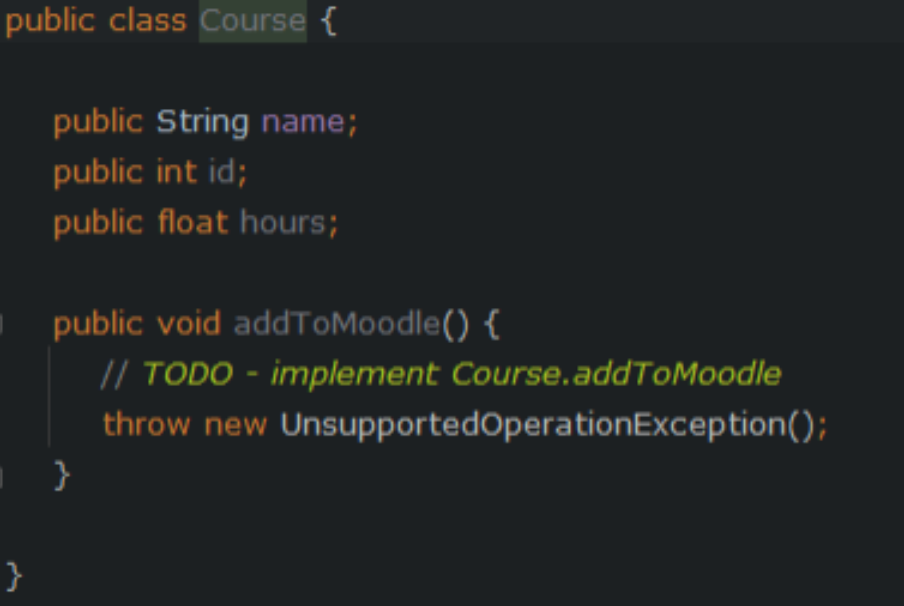 public class Course {
public String name;
public int id;
public float hours;
public void addToMoodle() {
// TODO - implement Course.addToMoodle
throw new UnsupportedOperationException();
}
}